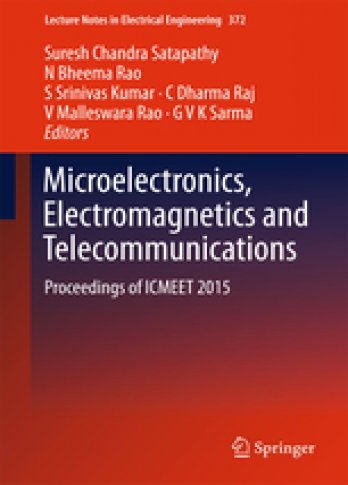 Lecture Notes in Electrical Engineering 372
Suresh Chandra Satapathy
N Bheema Rao
S Srinivas Kumar · C Dharma Raj
V Malleswara Rao · G V K Sarma
Editors
Microelectronics,
Electromagnetics and
Telecommunications
Proceedings of ICMEET 2015
Springer